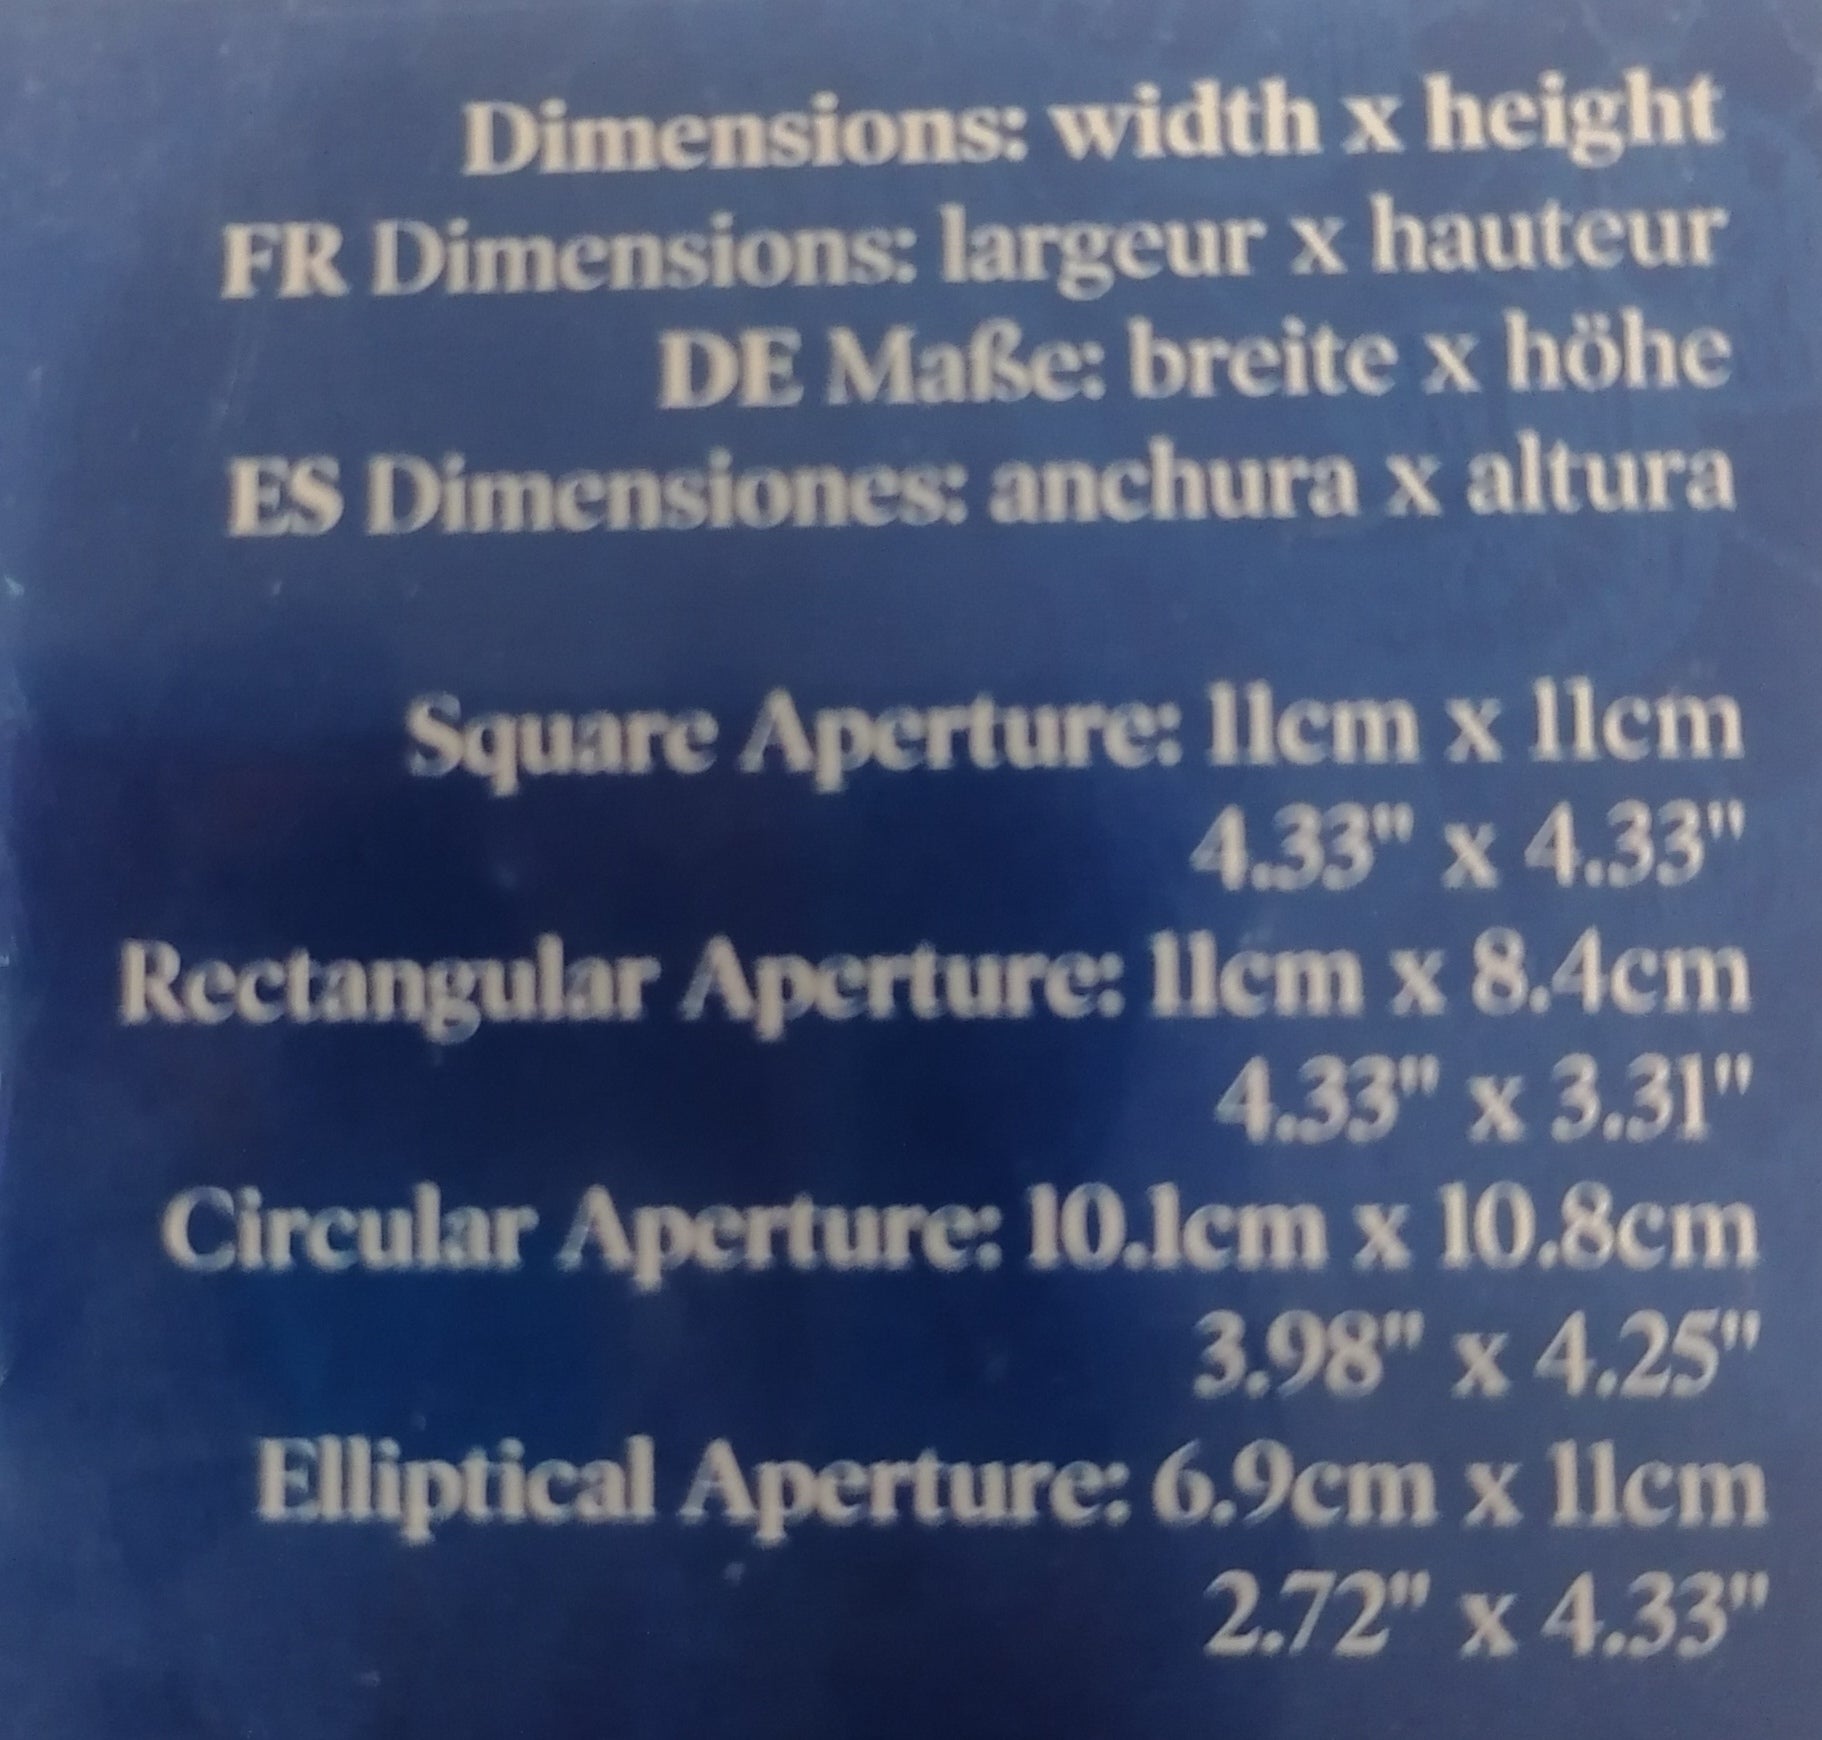 Dimensions: width x height
FR Dimensions: largeur x hauteur
DE Maße: breite x höhe
ES Dimensiones: anchura x altura
Square Aperture: 11cm x 11cm
4.33" x 4.33"
Rectangular Aperture: 11cm x 8.4cm
4.33" x 3.31"
Circular Aperture: 10.1cm x 10.8cm
3.98" x 4.25"
Elliptical Aperture: 6.9cm x 11cm
2.72" x 4.33"